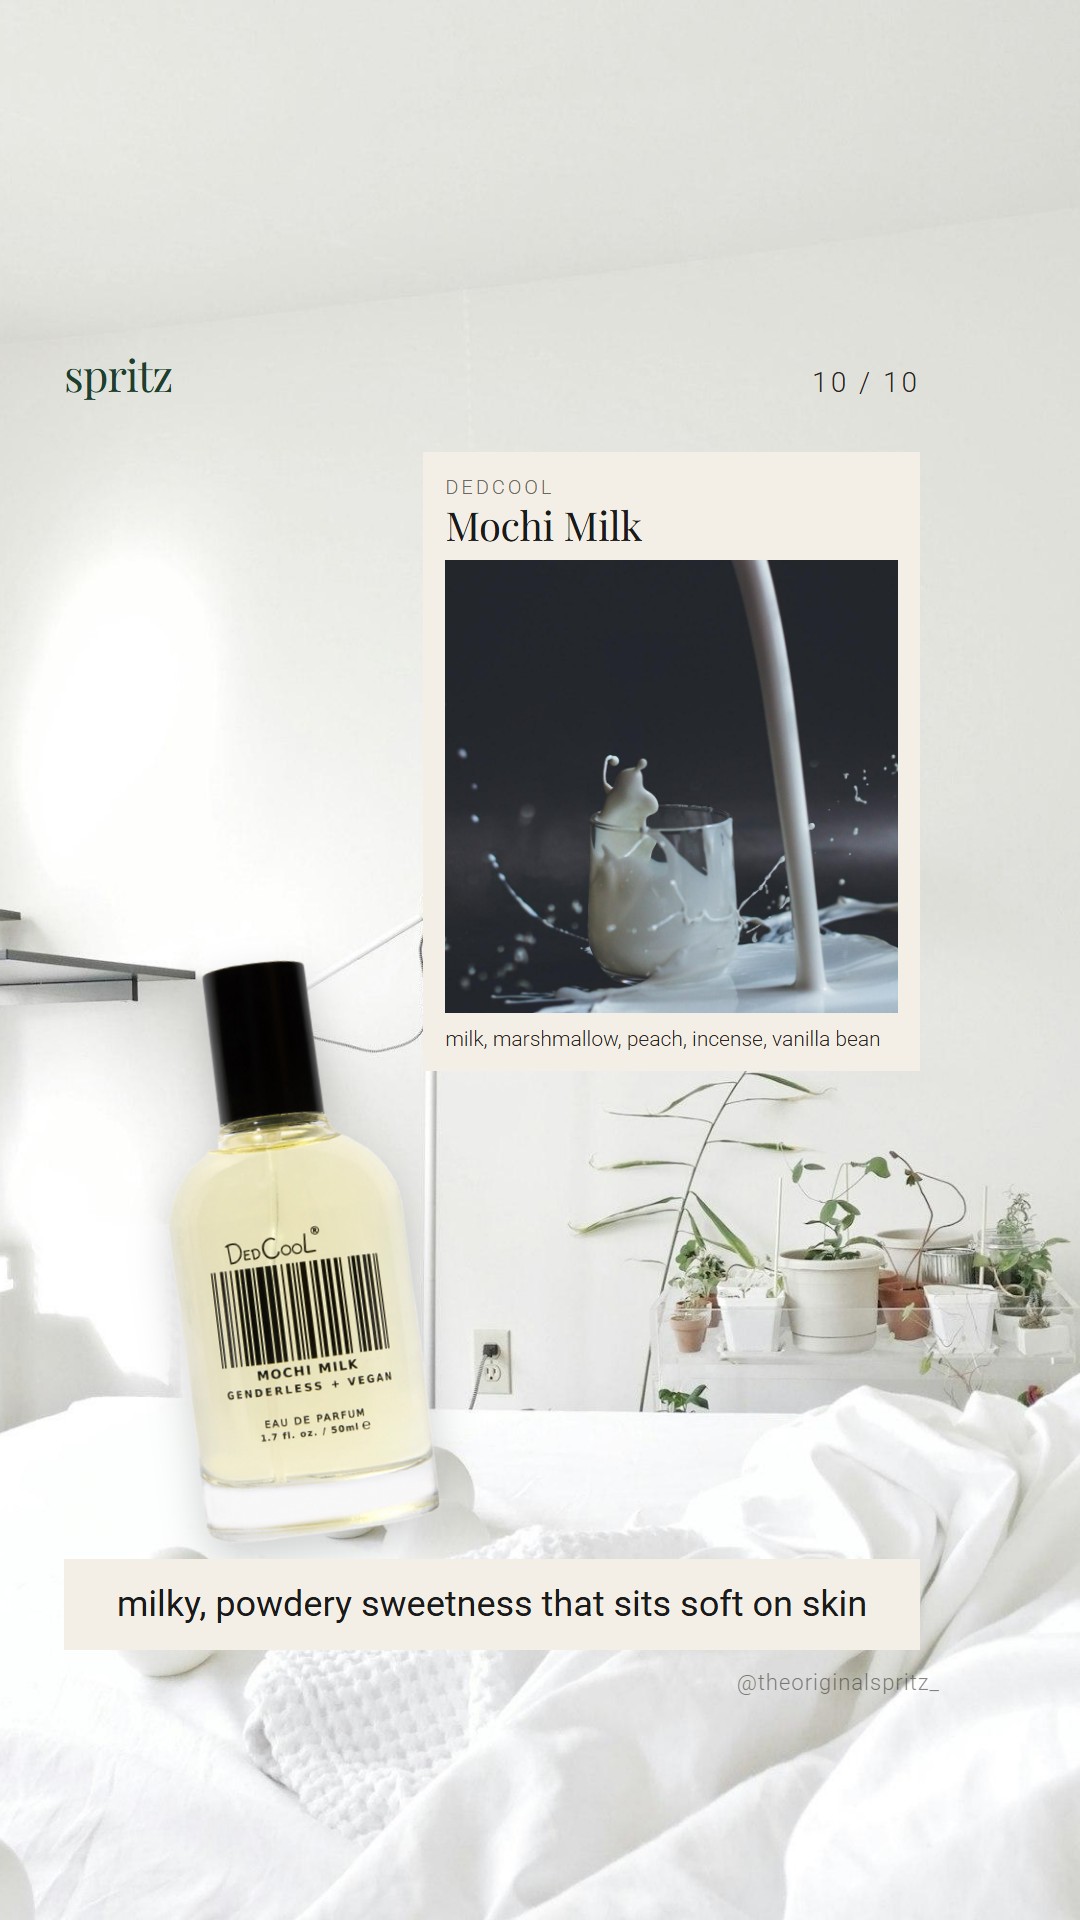 spritz
10 / 10
DEDCOOL
Mochi Milk
milk, marshmallow, peach, incense, vanilla bean
DEDCOOL®
MOCHI MILK
GENDERLESS + VEGAN
EAU DE PARFUM
1.7 fl. oz. / 50ml ℮
milky, powdery sweetness that sits soft on skin
@theoriginalspritz_